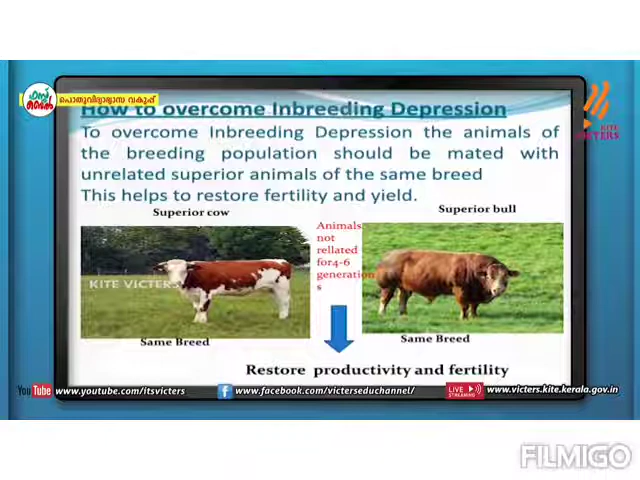 ഫസ്റ്റ് ബെൽ
പൊതുവിദ്യാഭ്യാസ വകുപ്പ്
How to overcome Inbreeding Depression
KITE VICTERS
To overcome Inbreeding Depression the animals of
the breeding population should be mated with
unrelated superior animals of the same breed
This helps to restore fertility and yield.
Superior cow
Superior bull
Animals
not
rellated
for4-6
generation
s
KITE VICTERS
Same Breed
Same Breed
Restore productivity and fertility
YouTube www.youtube.com/itsvicters
f www.facebook.com/victerseduchannel/
LIVE STREAMING www.victers.kite.kerala.gov.in
FILMIGO